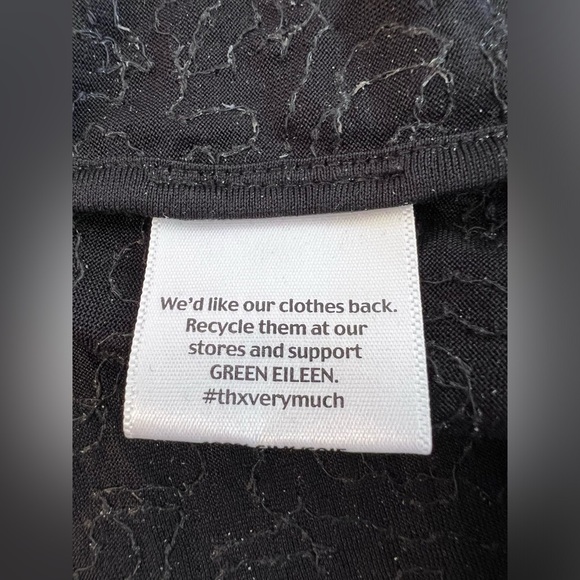 We'd like our clothes back.
Recycle them at our
stores and support
GREEN EILEEN.
#thxverymuch